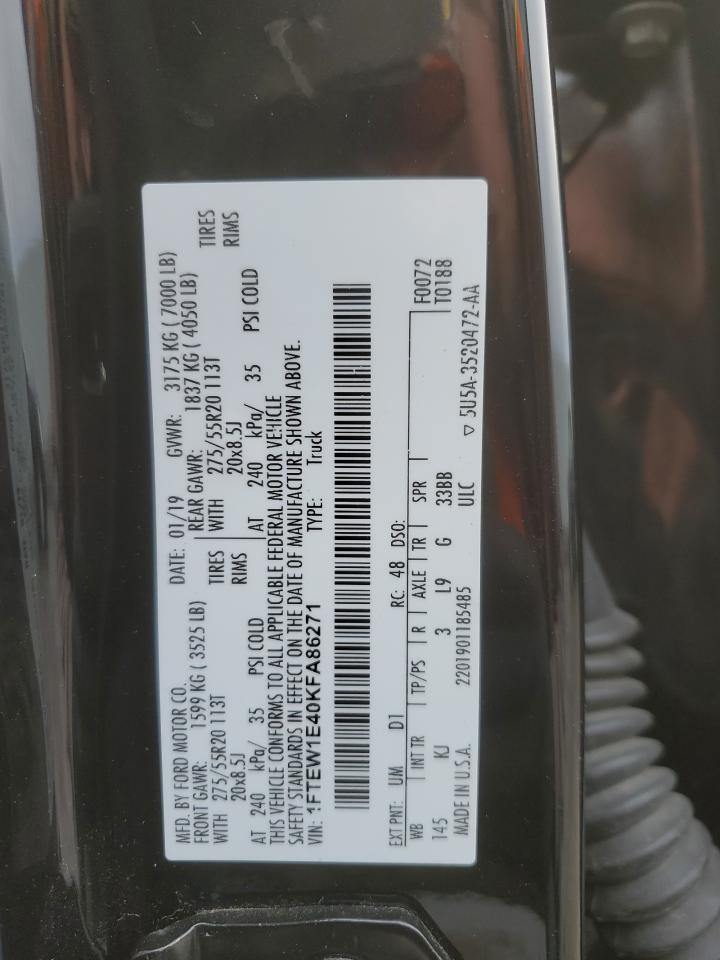 MFD. BY FORD MOTOR CO. DATE: 01/19 GVWR: 3175 KG ( 7000 LB)
FRONT GAWR: 1599 KG ( 3525 LB) REAR GAWR: 1837 KG ( 4050 LB)
WITH 275/55R20 113T TIRES WITH 275/55R20 113T TIRES
20x8.5J RIMS 20x8.5J RIMS
AT 240 kPa/ 35 PSI COLD AT 240 kPa/ 35 PSI COLD
THIS VEHICLE CONFORMS TO ALL APPLICABLE FEDERAL MOTOR VEHICLE
SAFETY STANDARDS IN EFFECT ON THE DATE OF MANUFACTURE SHOWN ABOVE.
VIN: 1FTEW1E40KFA86271 TYPE: Truck
EXT PNT: UM D1 RC: 48 DSO: F0072
WB INT TR TP/PS R AXLE TR SPR T0188
145 KJ 3 L9 G 33BB
MADE IN U.S.A. 2201901185485 ULC ▽ 5U5A-3520472-AA